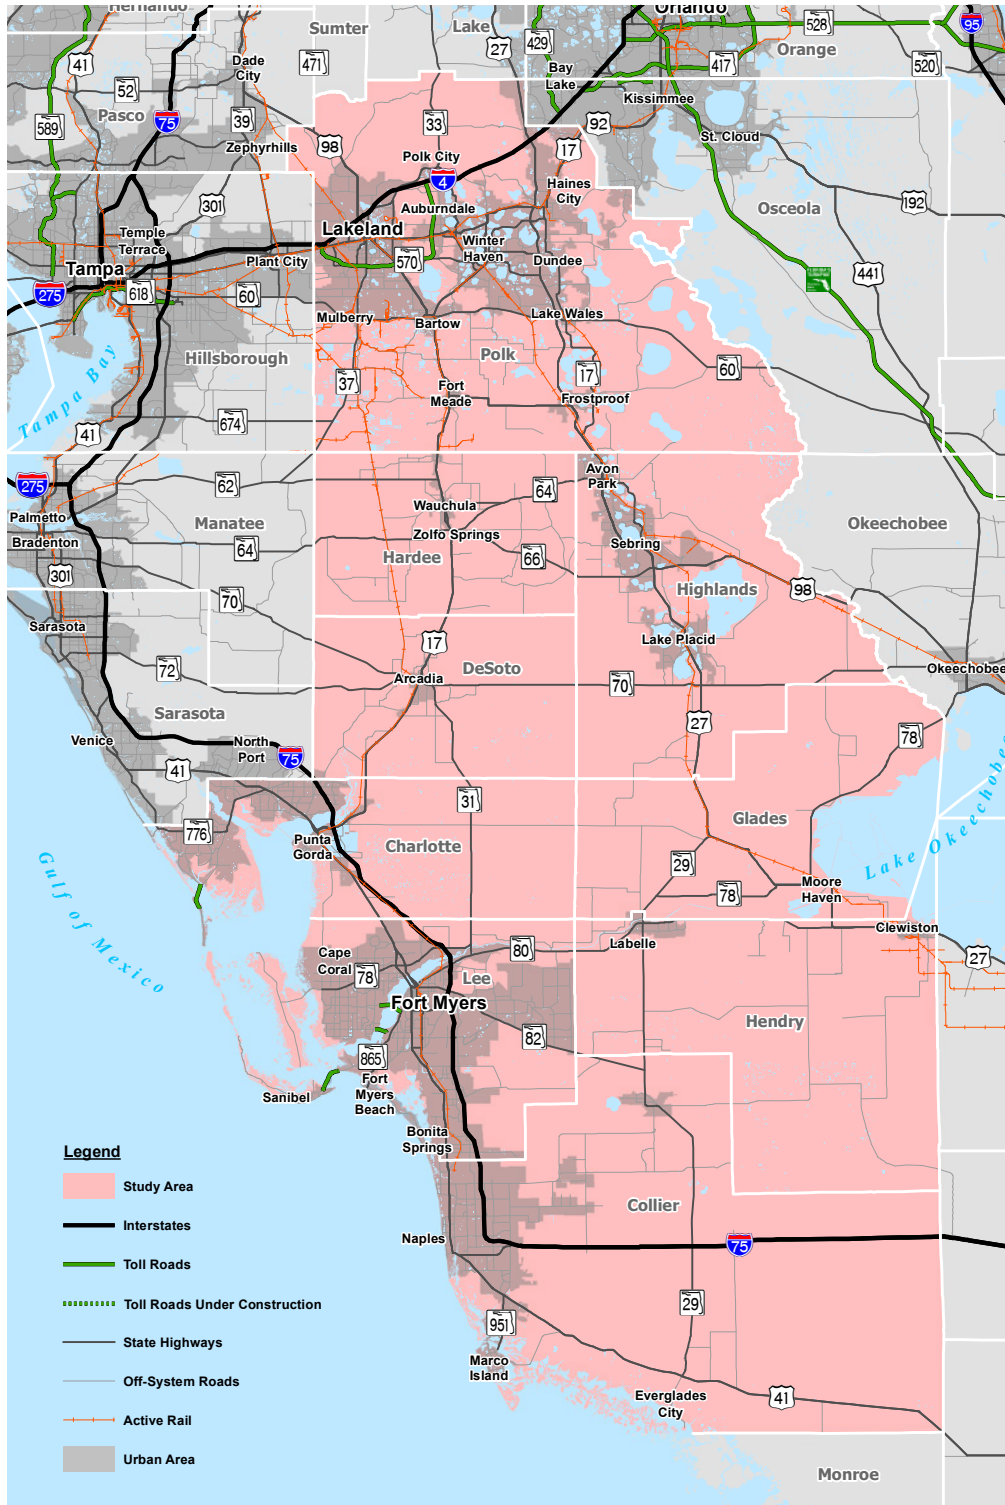 Hernando
Sumter
Lake
Orlando
528
95
27
429
41
Dade
City
471
Orange
417
520
Bay
Lake
52
Pasco
Kissimmee
589
75
39
33
92
St. Cloud
Zephyrhills
98
17
Polk City
4
Haines
City
301
Auburndale
Osceola
192
Temple
Terrace
Lakeland
Winter
Haven
Plant City
570
Dundee
Tampa
441
275
618
60
Mulberry
Bartow
Lake Wales
Hillsborough
Polk
Tampa Bay
37
17
60
Fort
Meade
Frostproof
674
41
Avon
Park
275
62
64
Wauchula
Palmetto
Manatee
Okeechobee
Bradenton
Zolfo Springs
64
Sebring
Hardee
66
301
Highlands
98
70
Sarasota
17
Lake Placid
72
DeSoto
Okeechobee
Arcadia
70
Sarasota
27
78
Venice
North
Port
75
41
31
Glades
776
Punta
Gorda
Charlotte
Lake Okeechobee
Gulf of Mexico
29
Moore
Haven
78
Clewiston
Labelle
Cape
Coral
80
27
78
Lee
Fort Myers
Hendry
82
865
Fort
Myers
Beach
Sanibel
Bonita
Springs
Legend
Study Area
Collier
Interstates
Naples
75
Toll Roads
Toll Roads Under Construction
29
951
State Highways
Marco
Island
Off-System Roads
Everglades
City
41
Active Rail
Urban Area
Monroe